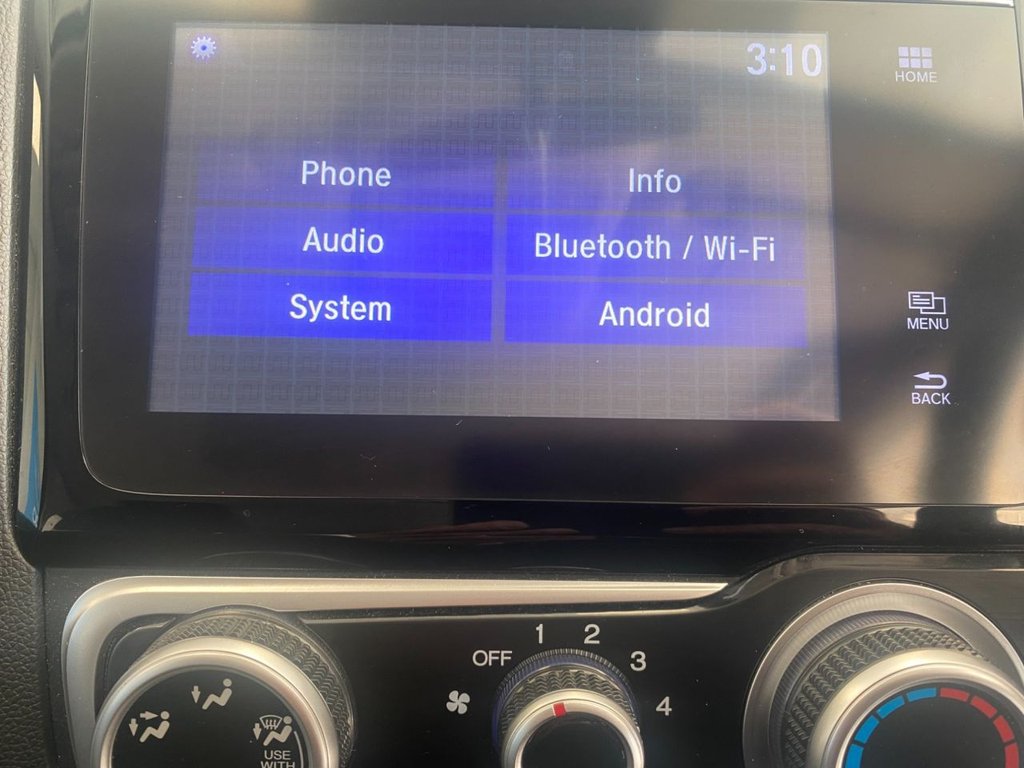 3:10
HOME
Phone
Info
Audio
Bluetooth / Wi-Fi
System
Android
MENU
BACK
OFF
1
2
3
4
USE
WITH